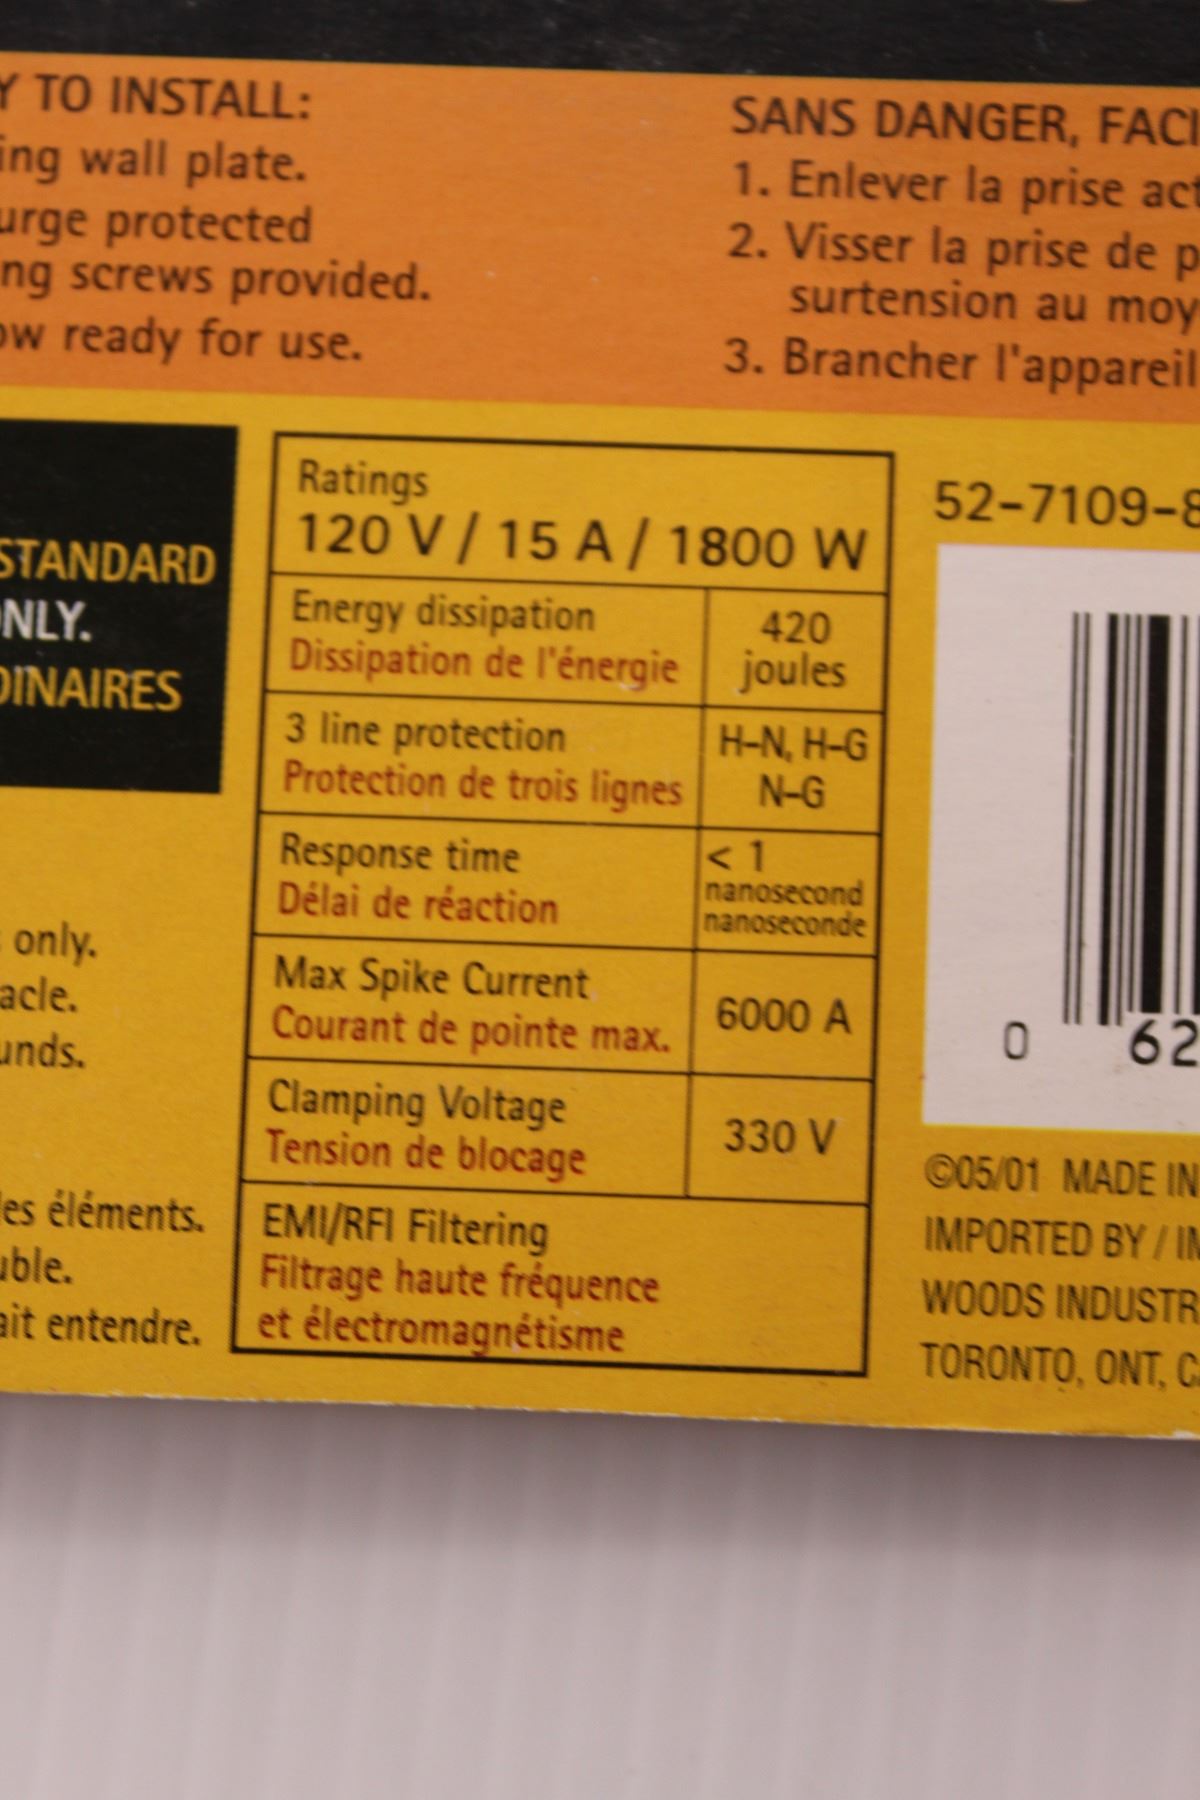 Y TO INSTALL:
ing wall plate.
urge protected
ng screws provided.
ow ready for use.
SANS DANGER, FACI
1. Enlever la prise act
2. Visser la prise de p
surtension au moy
3. Brancher l'appareil
STANDARD
ONLY.
DINAIRES
only.
acle.
unds.
les éléments.
uble.
ait entendre.
Ratings
120 V / 15 A / 1800 W
Energy dissipation
Dissipation de l'énergie
420
joules
3 line protection
Protection de trois lignes
H-N, H-G
N-G
Response time
Délai de réaction
< 1
nanosecond
nanoseconde
Max Spike Current
Courant de pointe max.
6000 A
Clamping Voltage
Tension de blocage
330 V
EMI/RFI Filtering
Filtrage haute fréquence
et électromagnétisme
52-7109-8
0 62
©05/01 MADE IN
IMPORTED BY / IM
WOODS INDUSTR
TORONTO, ONT, CA